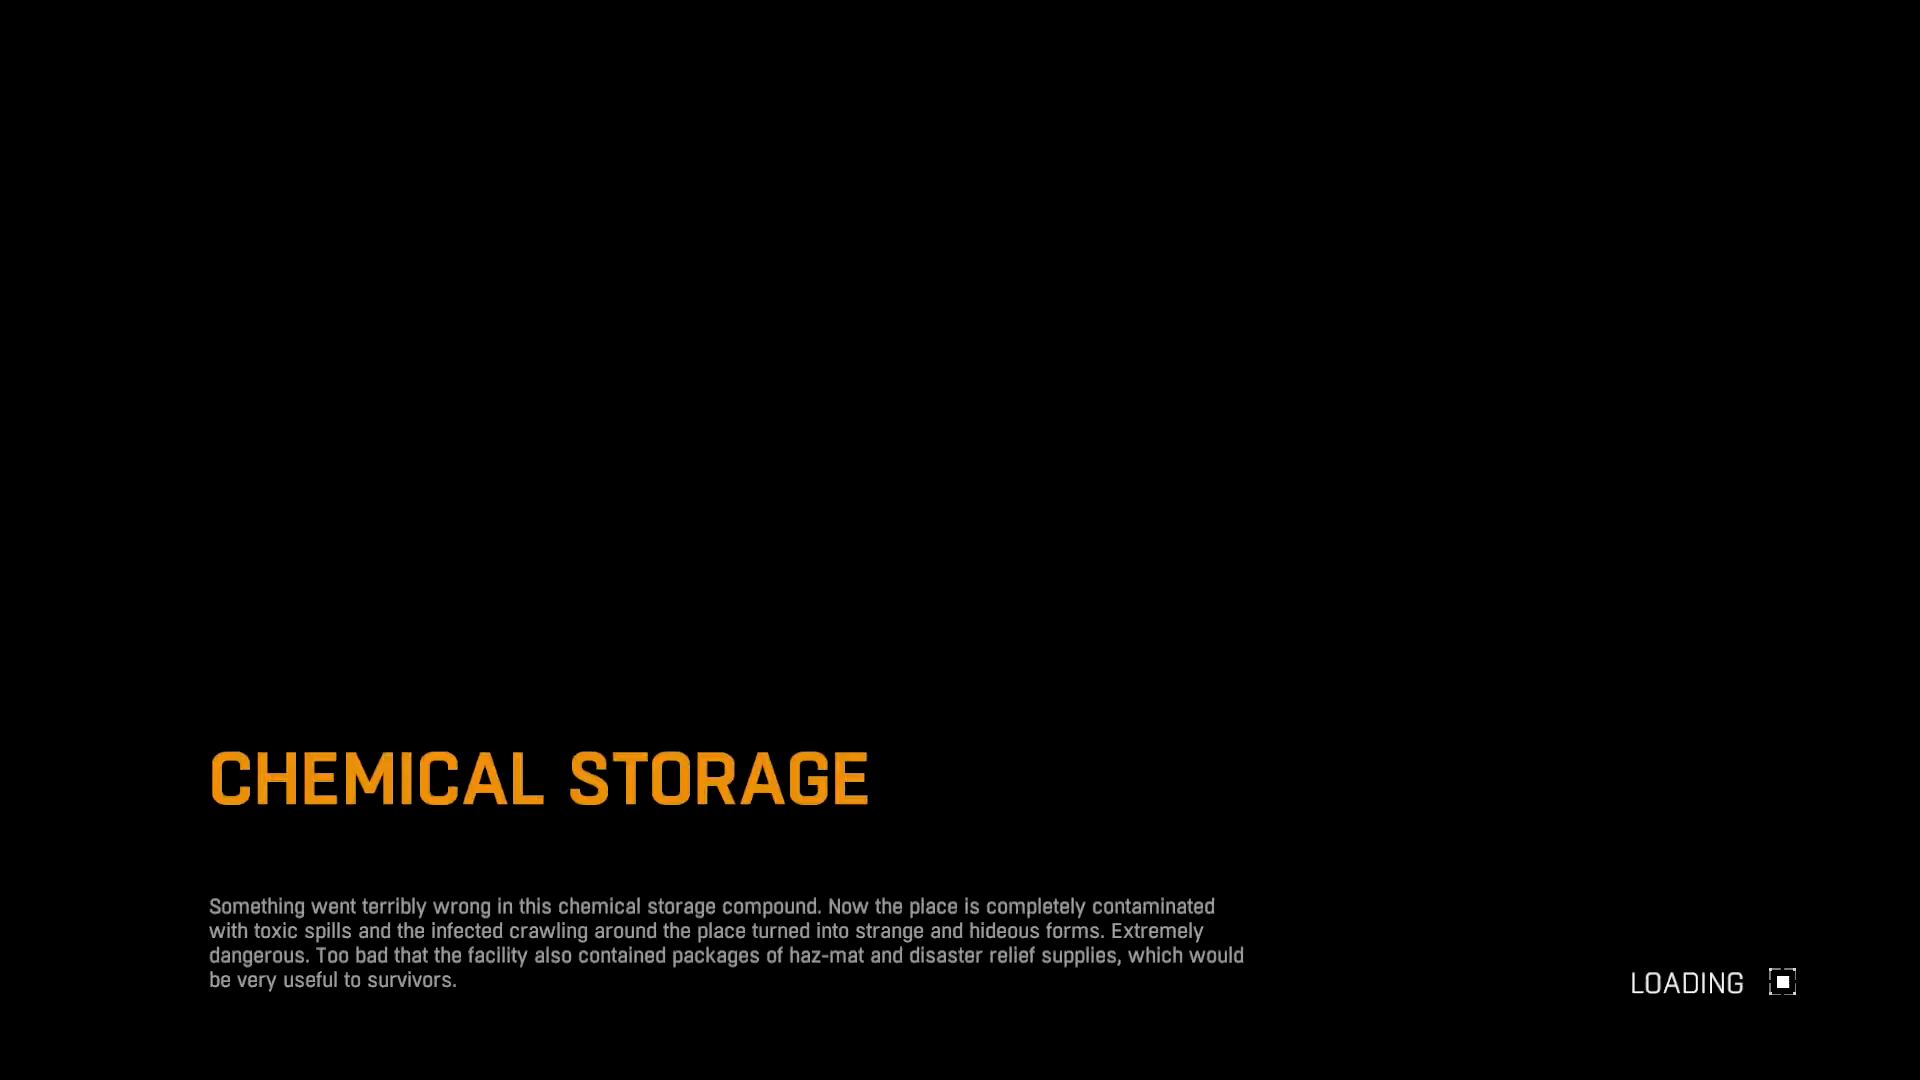 CHEMICAL STORAGE
Something went terribly wrong in this chemical storage compound. Now the place is completely contaminated
with toxic spills and the infected crawling around the place turned into strange and hideous forms. Extremely
dangerous. Too bad that the facility also contained packages of haz-mat and disaster relief supplies, which would
be very useful to survivors.
LOADING